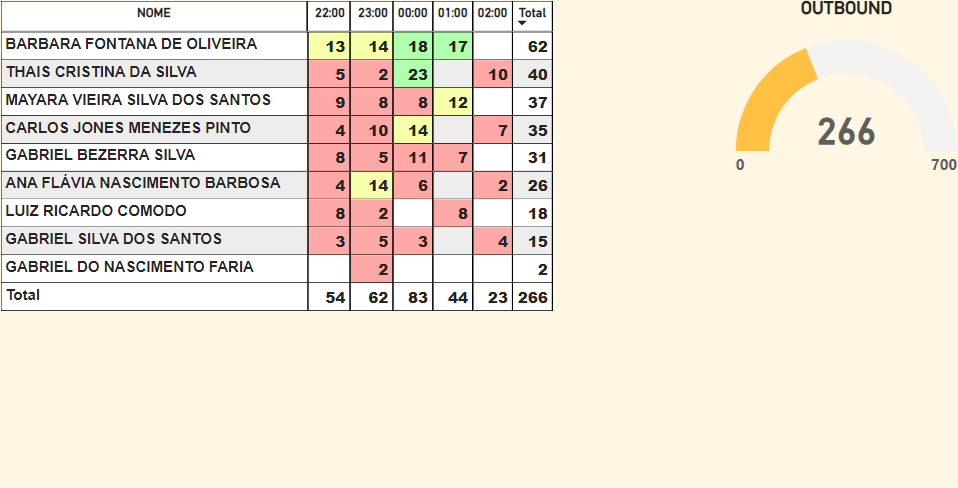 NOME 22:00 23:00 00:00 01:00 02:00 Total
BARBARA FONTANA DE OLIVEIRA 13 14 18 17 62
THAIS CRISTINA DA SILVA 5 2 23 10 40
MAYARA VIEIRA SILVA DOS SANTOS 9 8 8 12 37
CARLOS JONES MENEZES PINTO 4 10 14 7 35
GABRIEL BEZERRA SILVA 8 5 11 7 31
ANA FLÁVIA NASCIMENTO BARBOSA 4 14 6 2 26
LUIZ RICARDO COMODO 8 2 8 18
GABRIEL SILVA DOS SANTOS 3 5 3 4 15
GABRIEL DO NASCIMENTO FARIA 2 2
Total 54 62 83 44 23 266
OUTBOUND
266
0 700